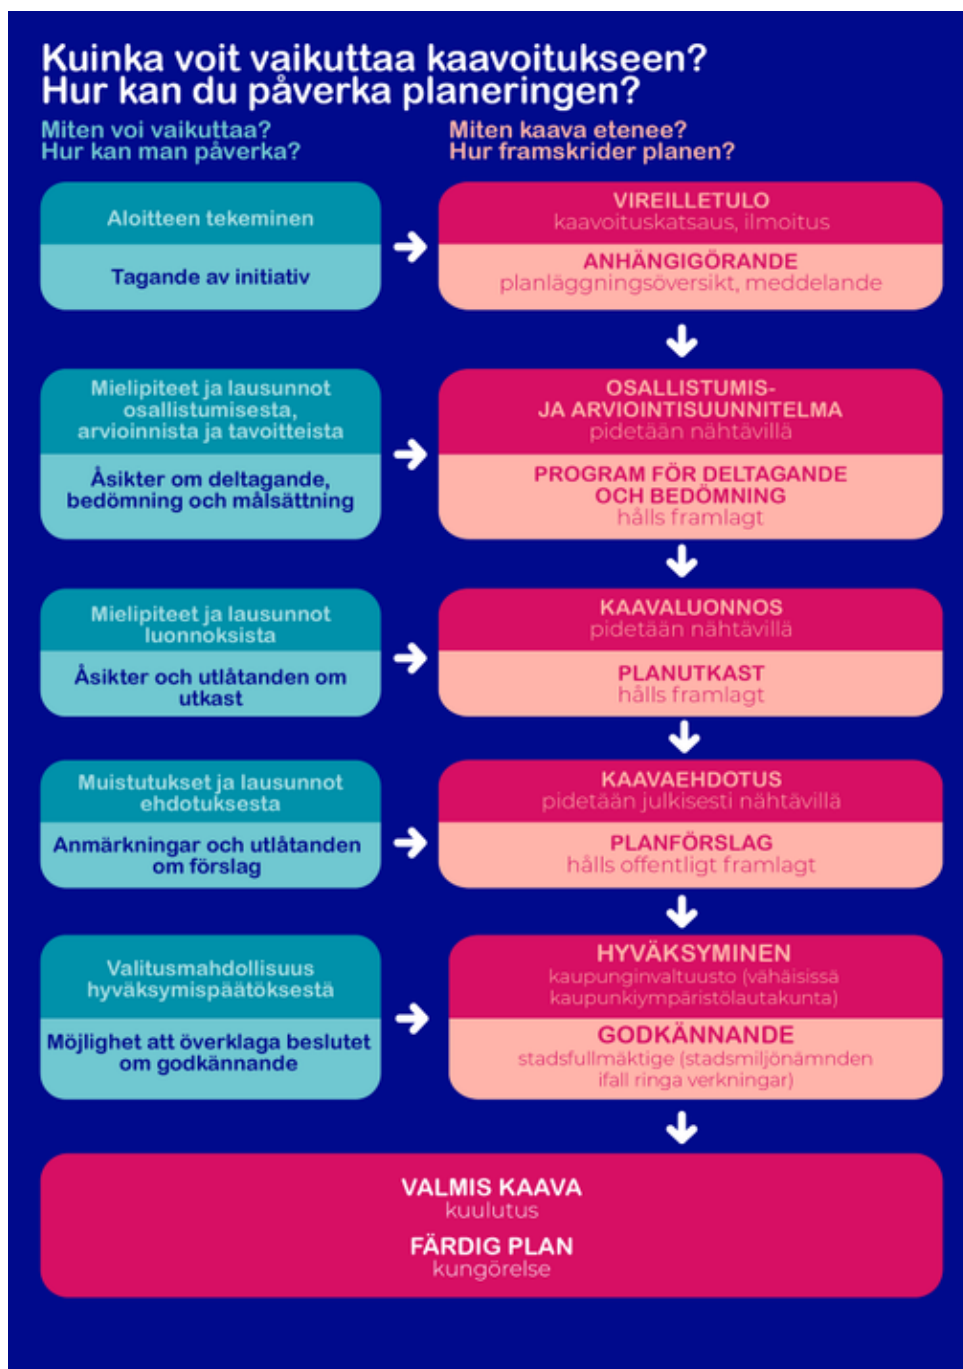 Kuinka voit vaikuttaa kaavoitukseen?
Hur kan du påverka planeringen?
Miten voi vaikuttaa?
Hur kan man påverka?
Miten kaava etenee?
Hur framskrider planen?
Aloitteen tekeminen
Tagande av initiativ
VIREILLETULO
kaavoituskatsaus, ilmoitus
ANHÄNGIGÖRANDE
planläggningsöversikt, meddelande
Mielipiteet ja lausunnot
osallistumisesta,
arvioinnista ja tavoitteista
Åsikter om deltagande,
bedömning och målsättning
OSALLISTUMIS-
JA ARVIOINTISUUNNITELMA
pidetään nähtävillä
PROGRAM FÖR DELTAGANDE
OCH BEDÖMNING
hålls framlagt
Mielipiteet ja lausunnot
luonnoksista
Åsikter och utlåtanden om
utkast
KAAVALUONNOS
pidetään nähtävillä
PLANUTKAST
hålls framlagt
Muistutukset ja lausunnot
ehdotuksesta
Anmärkningar och utlåtanden
om förslag
KAAVAEHDOTUS
pidetään julkisesti nähtävillä
PLANFÖRSLAG
hålls offentligt framlagt
Valitusmahdollisuus
hyväksymispäätöksestä
Möjlighet att överklaga beslutet
om godkännande
HYVÄKSYMINEN
kaupunginvaltuusto (vähäisissä
kaupunkiympäristölautakunta)
GODKÄNNANDE
stadsfullmäktige (stadsmiljönämnden
ifall ringa verkningar)
VALMIS KAAVA
kuulutus
FÄRDIG PLAN
kungörelse